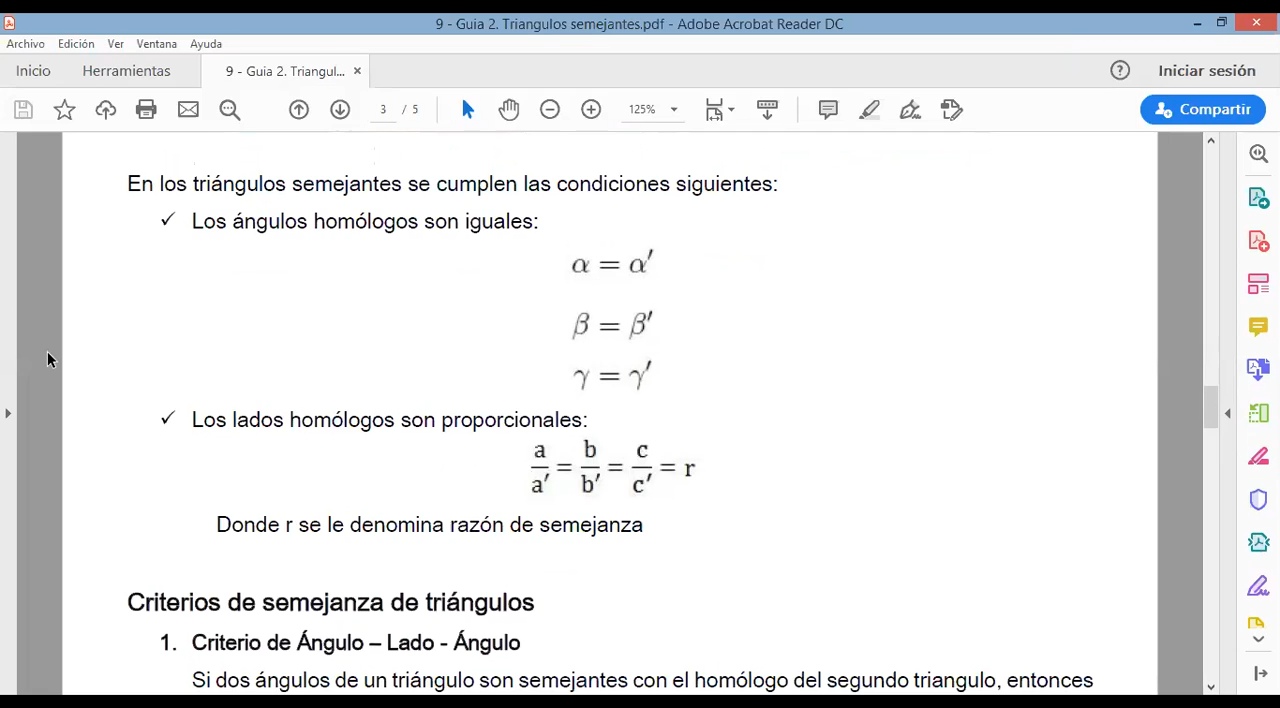 9 - Guia 2. Triangulos semejantes.pdf - Adobe Acrobat Reader DC
Archivo Edición Ver Ventana Ayuda
Inicio Herramientas 9 - Guia 2. Triangul... × Iniciar sesión
3 / 5 125% Compartir
En los triángulos semejantes se cumplen las condiciones siguientes:
✓ Los ángulos homólogos son iguales:
α = α′
β = β′
γ = γ′
✓ Los lados homólogos son proporcionales:
a/a′ = b/b′ = c/c′ = r
Donde r se le denomina razón de semejanza
Criterios de semejanza de triángulos
1. Criterio de Ángulo – Lado - Ángulo
Si dos ángulos de un triángulo son semejantes con el homólogo del segundo triangulo, entonces